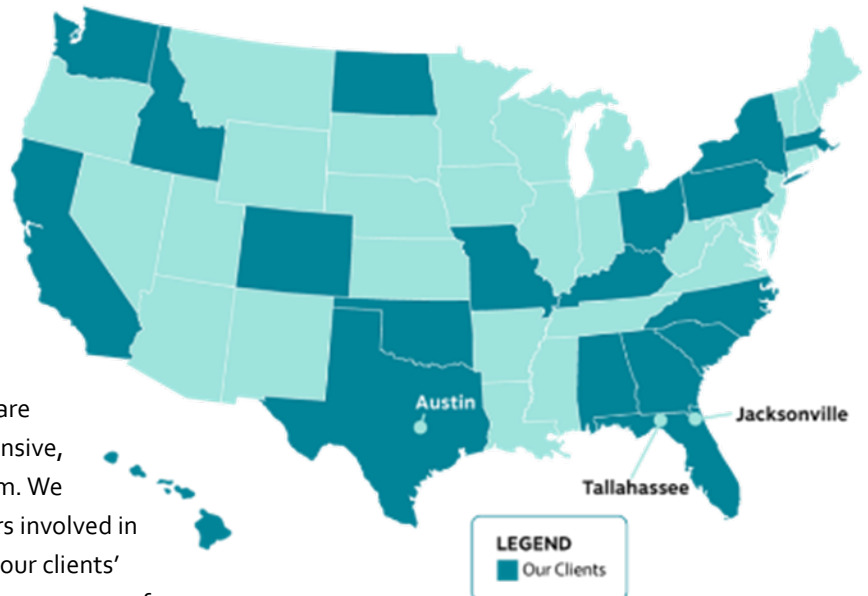 Austin
Jacksonville
Tallahassee
are
nsive,
m. We
rs involved in
our clients'
LEGEND
Our Clients